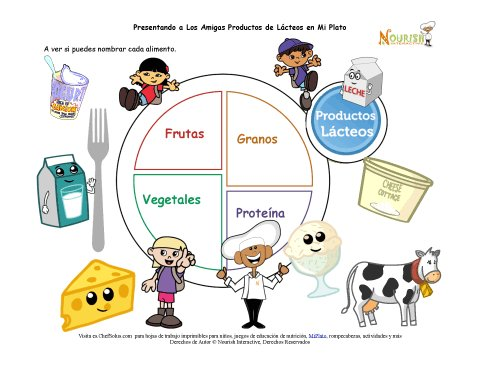 Presentando a Los Amigas Productos de Lácteos en Mi Plato
NOURISH
A ver si puedes nombrar cada alimento.
LECHE
Productos
Lácteos
Frutas
Granos
CHEESE
COTTAGE
Vegetales
Proteína
Visita es.ChefSolus.com para hojas de trabajo imprimibles para niños, juegos de educación de nutrición, MiPlato, rompecabezas, actividades y más
Derechos de Autor © Nourish Interactive, Derechos Reservados